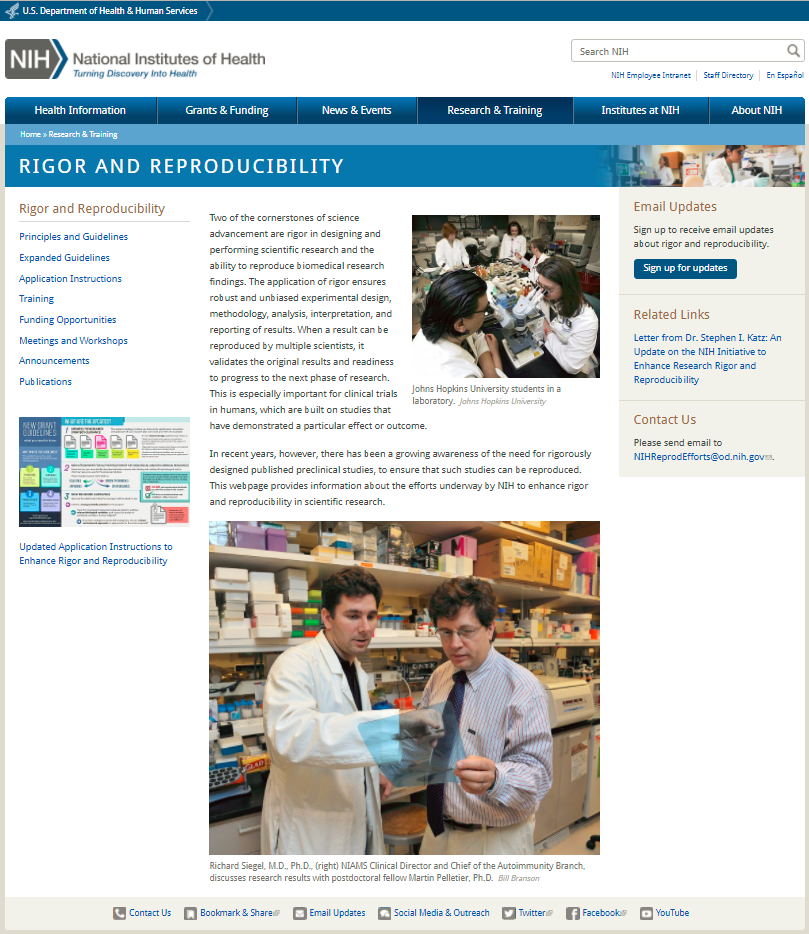 U.S. Department of Health & Human Services
NIH
National Institutes of Health
Turning Discovery Into Health
Search NIH
NIH Employee Intranet
Staff Directory
En Español
Health Information
Grants & Funding
News & Events
Research & Training
Institutes at NIH
About NIH
Home » Research & Training
RIGOR AND REPRODUCIBILITY
Rigor and Reproducibility
Principles and Guidelines
Expanded Guidelines
Application Instructions
Training
Funding Opportunities
Meetings and Workshops
Announcements
Publications
NEW GRANT
GUIDELINES
WHAT ARE THE UPDATES?
Updated Application Instructions to
Enhance Rigor and Reproducibility
Two of the cornerstones of science
advancement are rigor in designing and
performing scientific research and the
ability to reproduce biomedical research
findings. The application of rigor ensures
robust and unbiased experimental design,
methodology, analysis, interpretation, and
reporting of results. When a result can be
reproduced by multiple scientists, it
validates the original results and readiness
to progress to the next phase of research.
This is especially important for clinical trials
in humans, which are built on studies that
have demonstrated a particular effect or outcome.
Johns Hopkins University students in a
laboratory. Johns Hopkins University
In recent years, however, there has been a growing awareness of the need for rigorously
designed published preclinical studies, to ensure that such studies can be reproduced.
This webpage provides information about the efforts underway by NIH to enhance rigor
and reproducibility in scientific research.
Richard Siegel, M.D., Ph.D., (right) NIAMS Clinical Director and Chief of the Autoimmunity Branch,
discusses research results with postdoctoral fellow Martin Pelletier, Ph.D. Bill Branson
Email Updates
Sign up to receive email updates
about rigor and reproducibility.
Sign up for updates
Related Links
Letter from Dr. Stephen I. Katz: An
Update on the NIH Initiative to
Enhance Research Rigor and
Reproducibility
Contact Us
Please send email to
NIHReprodEfforts@od.nih.gov.
Contact Us
Bookmark & Share
Email Updates
Social Media & Outreach
Twitter
Facebook
YouTube